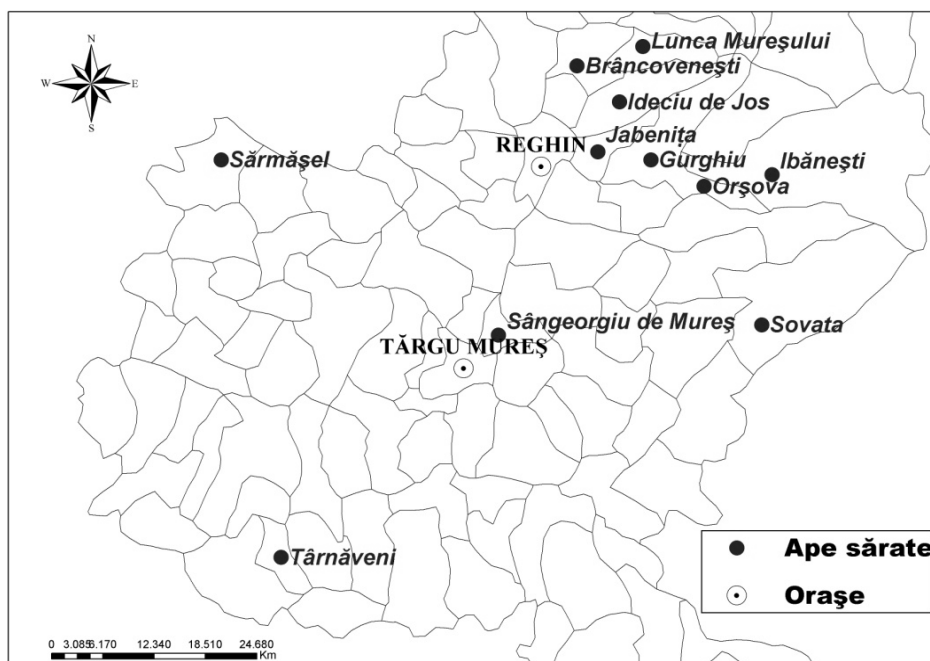 N
W E
S
Lunca Mureşului
Brâncoveneşti
Ideciu de Jos
Jabeniţa
REGHIN
Sărmăşel
Gurghiu
Ibăneşti
Orşova
Sângeorgiu de Mureş
Sovata
TĂRGU MUREŞ
Târnăveni
Ape sărate
Oraşe
0 3.085 6.170 12.340 18.510 24.680
Km